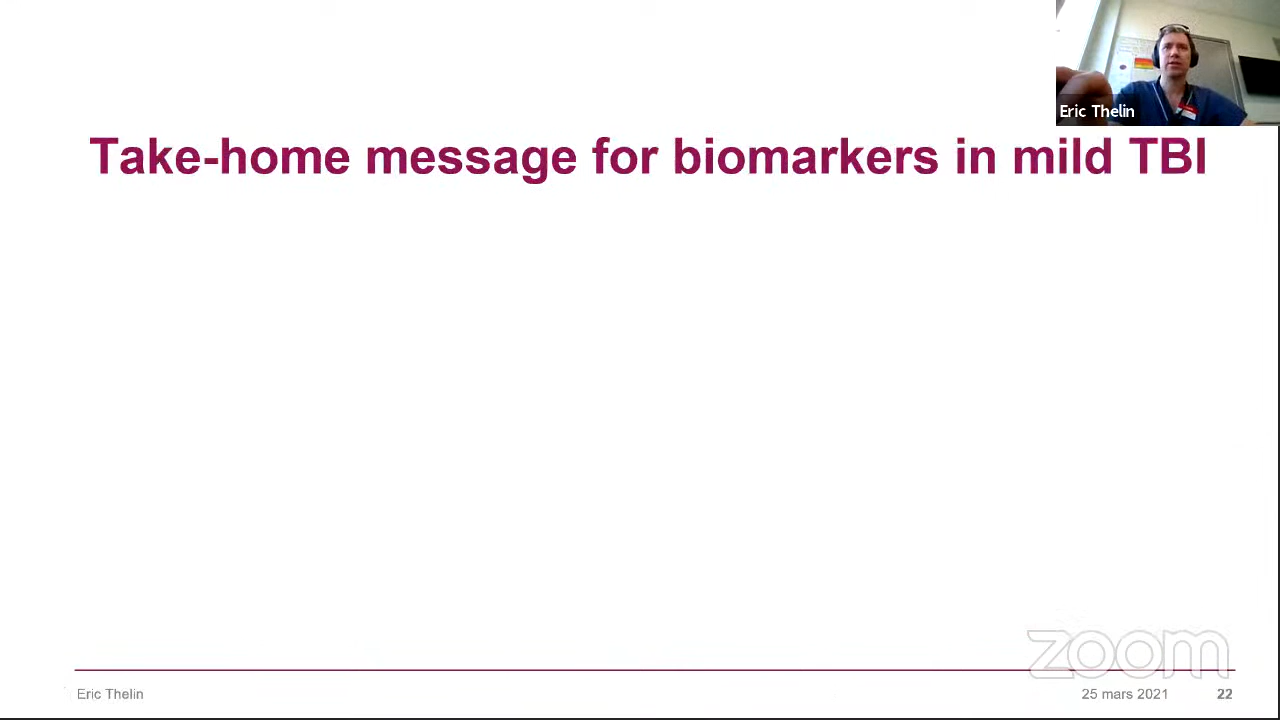 Eric Thelin
Take-home message for biomarkers in mild TBI
zoom
Eric Thelin
25 mars 2021
22